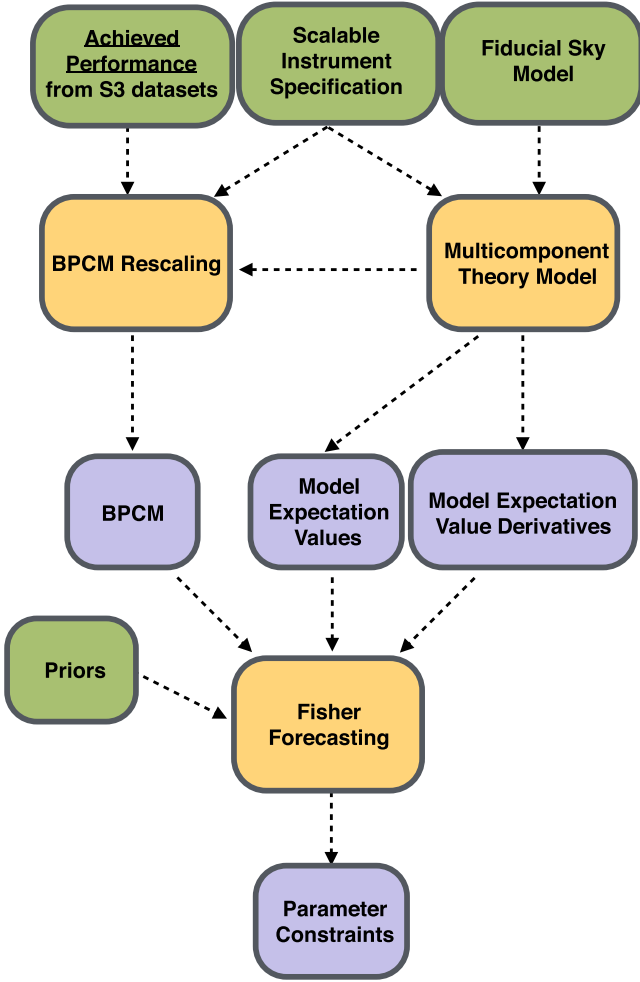 Achieved
Performance
from S3 datasets
Scalable
Instrument
Specification
Fiducial Sky
Model
BPCM Rescaling
Multicomponent
Theory Model
BPCM
Model
Expectation
Values
Model Expectation
Value Derivatives
Priors
Fisher
Forecasting
Parameter
Constraints